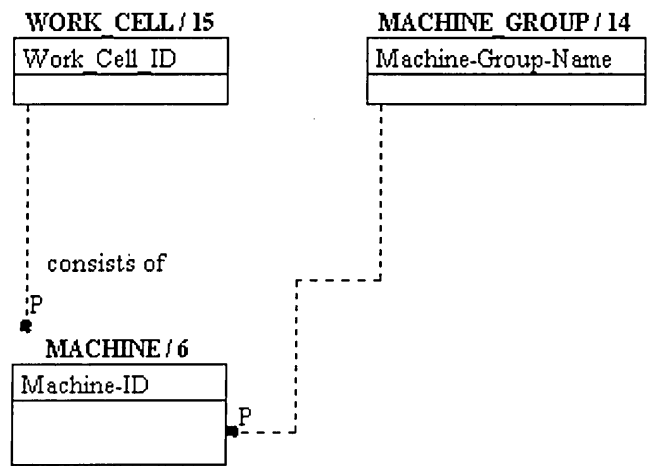 WORK_CELL / 15
MACHINE_GROUP / 14
Work_Cell_ID
Machine-Group-Name
consists of
P
MACHINE / 6
Machine-ID
P